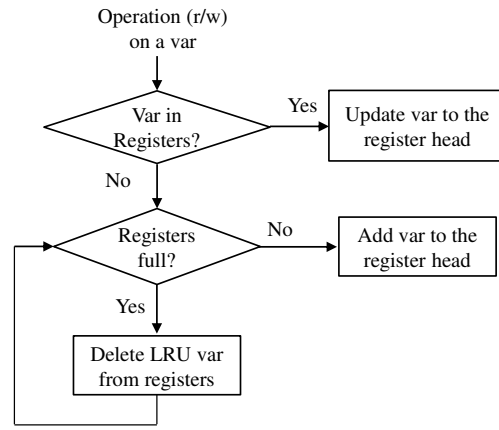 Operation (r/w)
on a var
Var in
Registers?
Yes
Update var to the
register head
No
Registers
full?
No
Add var to the
register head
Yes
Delete LRU var
from registers